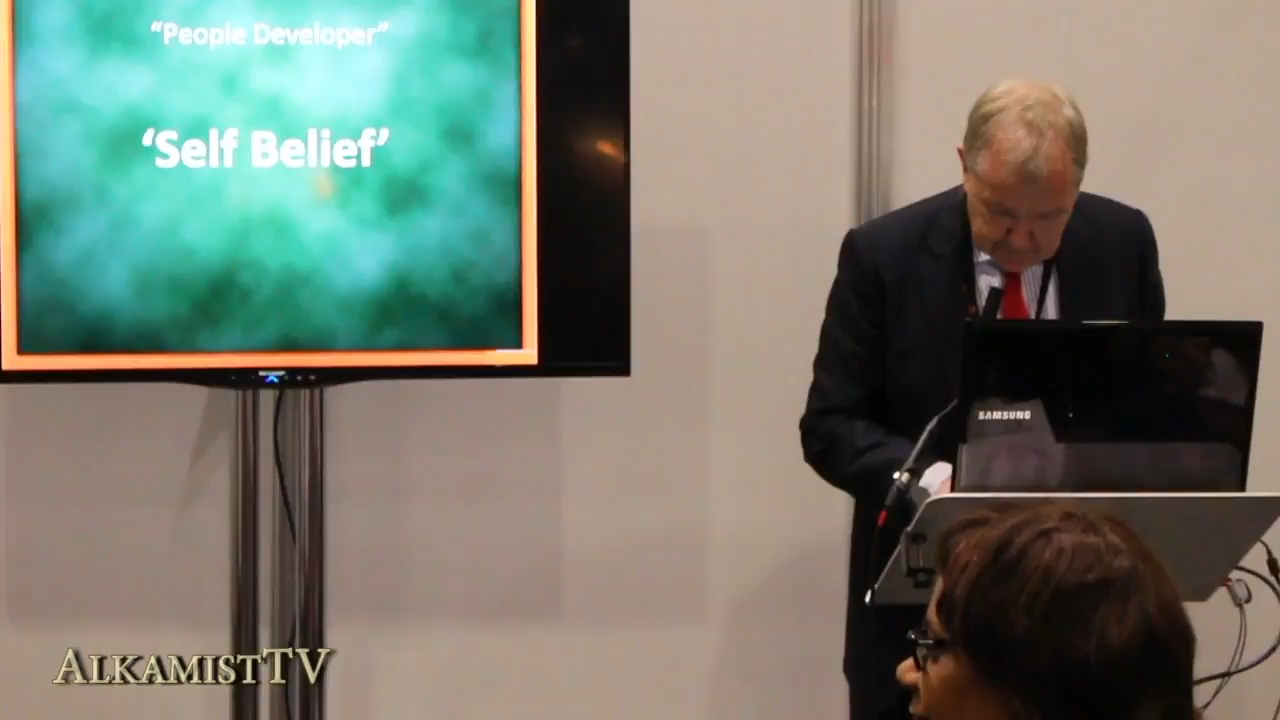 “People Developer”
‘Self Belief’
SAMSUNG
ALKAMISTTV